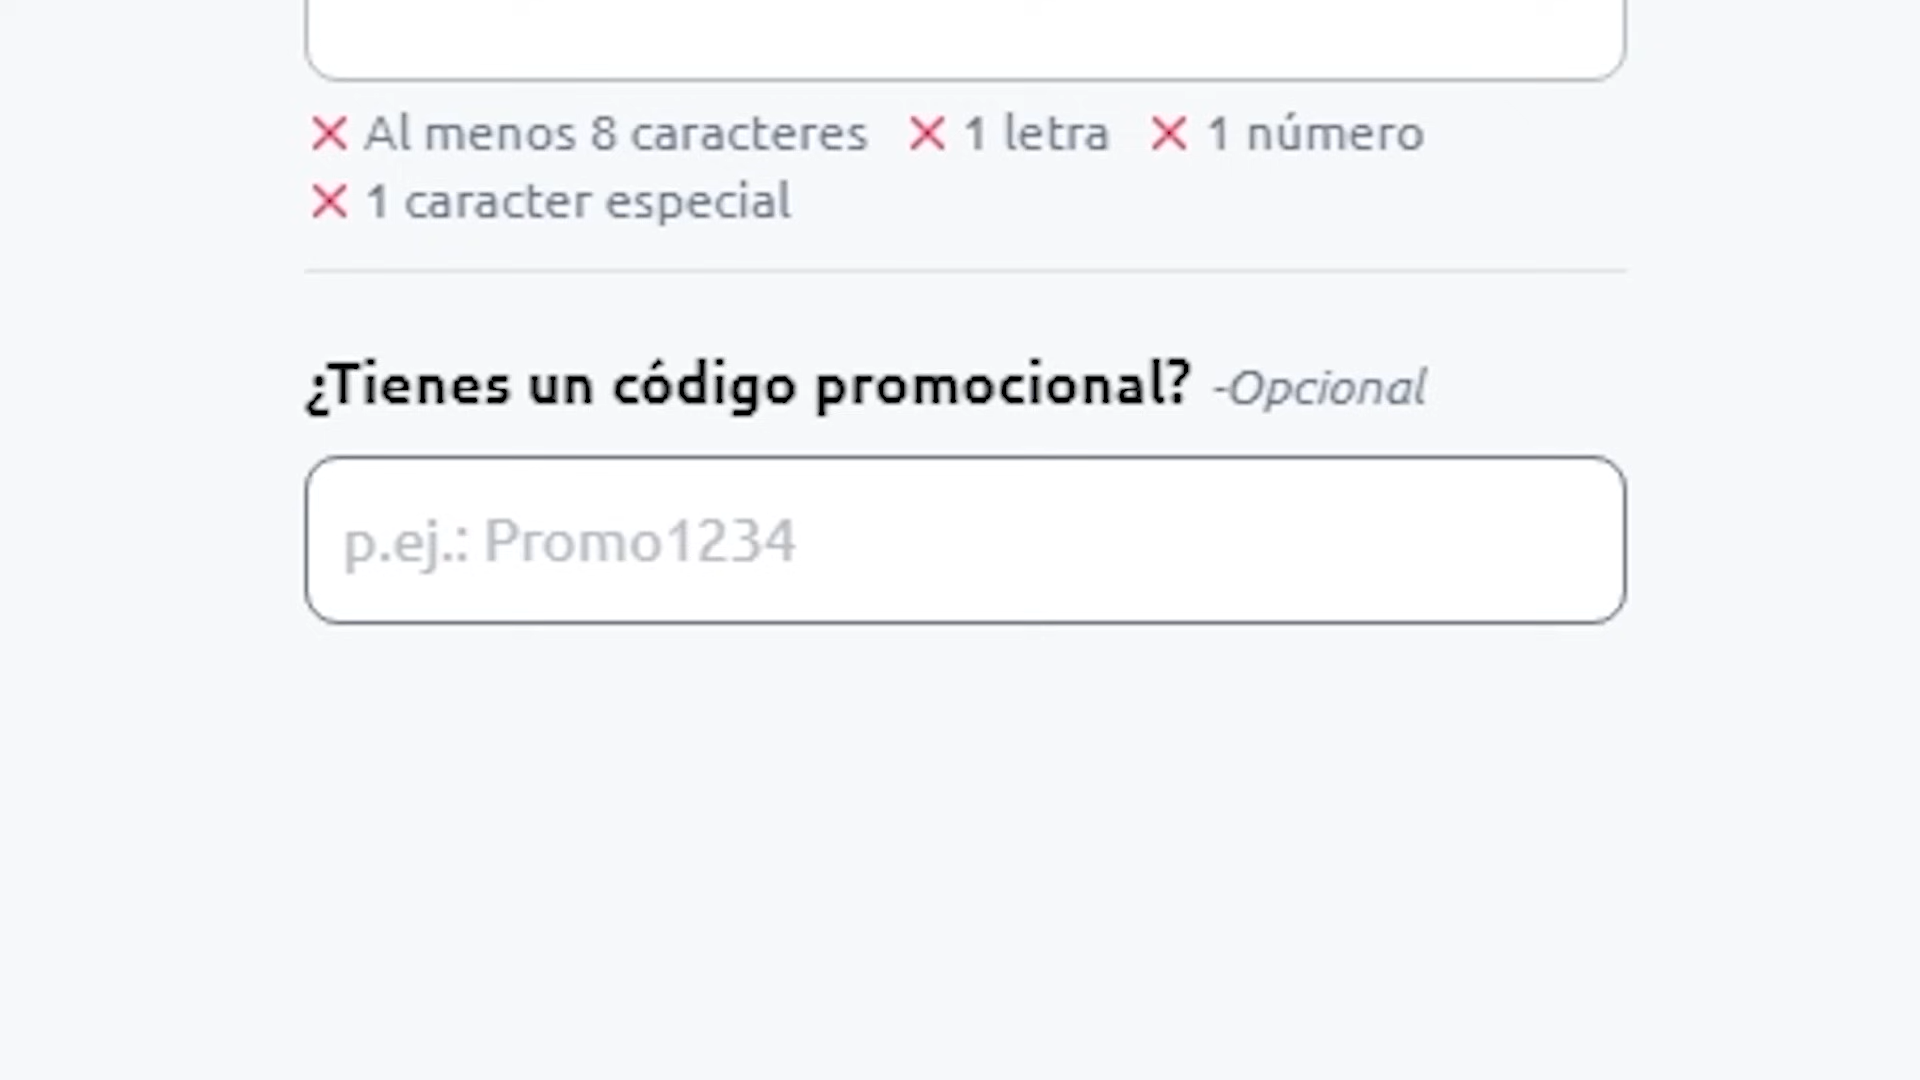 Al menos 8 caracteres 1 letra 1 número
1 caracter especial
¿Tienes un código promocional? -Opcional
p.ej.: Promo1234